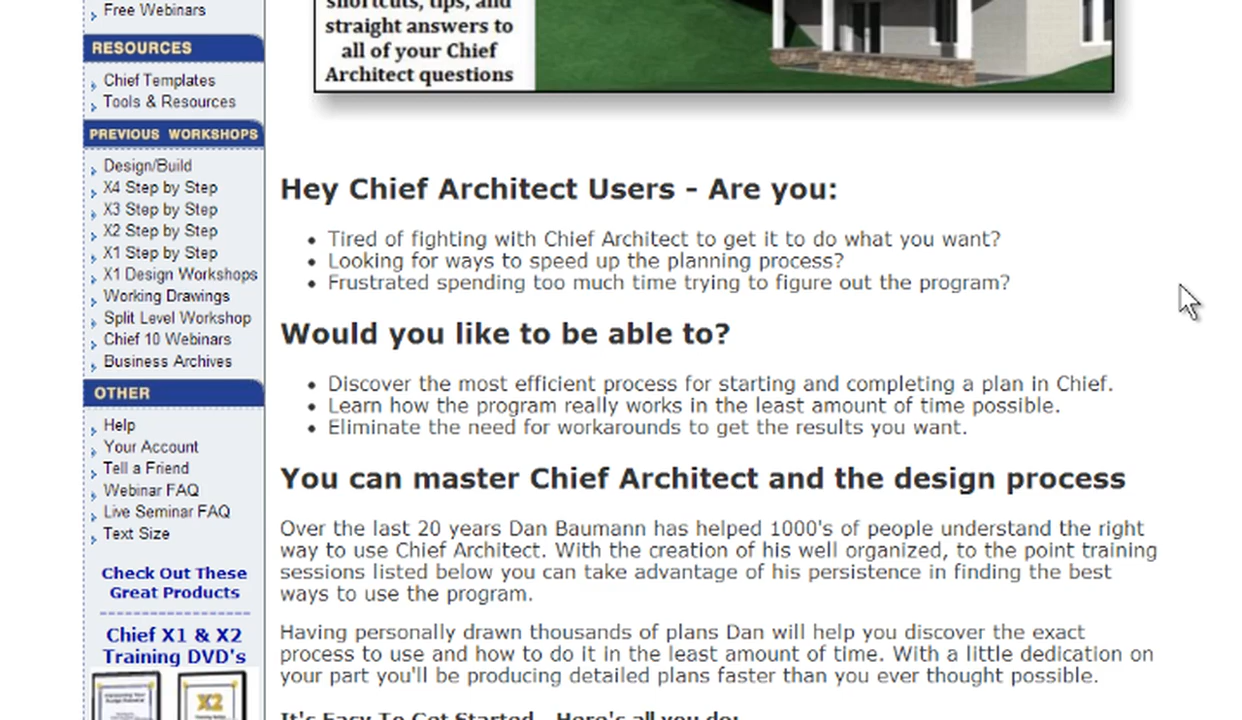 Free Webinars
RESOURCES
Chief Templates
Tools & Resources
PREVIOUS WORKSHOPS
Design/Build
X4 Step by Step
X3 Step by Step
X2 Step by Step
X1 Step by Step
X1 Design Workshops
Working Drawings
Split Level Workshop
Chief 10 Webinars
Business Archives
OTHER
Help
Your Account
Tell a Friend
Webinar FAQ
Live Seminar FAQ
Text Size
Check Out These
Great Products
Chief X1 & X2
Training DVD's
X2
shortcuts, tips, and
straight answers to
all of your Chief
Architect questions
Hey Chief Architect Users - Are you:
Tired of fighting with Chief Architect to get it to do what you want?
Looking for ways to speed up the planning process?
Frustrated spending too much time trying to figure out the program?
Would you like to be able to?
Discover the most efficient process for starting and completing a plan in Chief.
Learn how the program really works in the least amount of time possible.
Eliminate the need for workarounds to get the results you want.
You can master Chief Architect and the design process
Over the last 20 years Dan Baumann has helped 1000's of people understand the right
way to use Chief Architect. With the creation of his well organized, to the point training
sessions listed below you can take advantage of his persistence in finding the best
ways to use the program.
Having personally drawn thousands of plans Dan will help you discover the exact
process to use and how to do it in the least amount of time. With a little dedication on
your part you'll be producing detailed plans faster than you ever thought possible.
It's Easy To Get Started - Here's all you do: